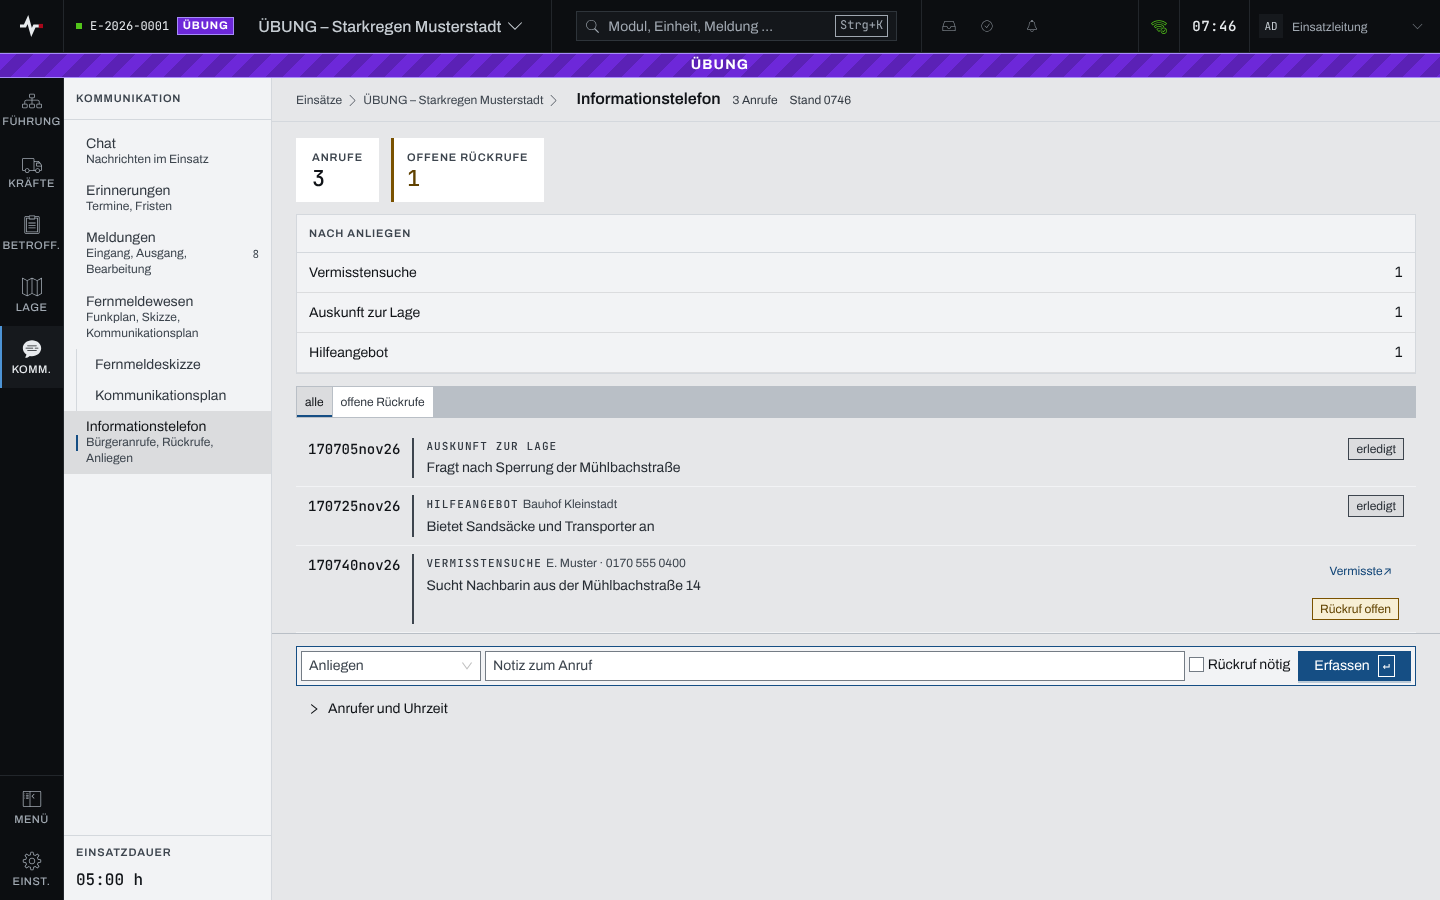 E-2026-0001 ÜBUNG ÜBUNG – Starkregen Musterstadt
Modul, Einheit, Meldung ... Strg+K
07:46
AD Einsatzleitung
ÜBUNG
FÜHRUNG
KRÄFTE
BETROFF.
LAGE
KOMM.
MENÜ
EINST.
KOMMUNIKATION
Chat
Nachrichten im Einsatz
Erinnerungen
Termine, Fristen
Meldungen
Eingang, Ausgang,
Bearbeitung
8
Fernmeldewesen
Funkplan, Skizze,
Kommunikationsplan
Fernmeldeskizze
Kommunikationsplan
Informationstelefon
Bürgeranrufe, Rückrufe,
Anliegen
EINSATZDAUER
05:00 h
Einsätze ÜBUNG – Starkregen Musterstadt Informationstelefon 3 Anrufe Stand 0746
ANRUFE
3
OFFENE RÜCKRUFE
1
NACH ANLIEGEN
Vermisstensuche 1
Auskunft zur Lage 1
Hilfeangebot 1
alle offene Rückrufe
170705nov26 AUSKUNFT ZUR LAGE
Fragt nach Sperrung der Mühlbachstraße
erledigt
170725nov26 HILFEANGEBOT Bauhof Kleinstadt
Bietet Sandsäcke und Transporter an
erledigt
170740nov26 VERMISSTENSUCHE E. Muster · 0170 555 0400
Sucht Nachbarin aus der Mühlbachstraße 14
Vermisste↗
Rückruf offen
Anliegen Notiz zum Anruf Rückruf nötig Erfassen ↵
Anrufer und Uhrzeit